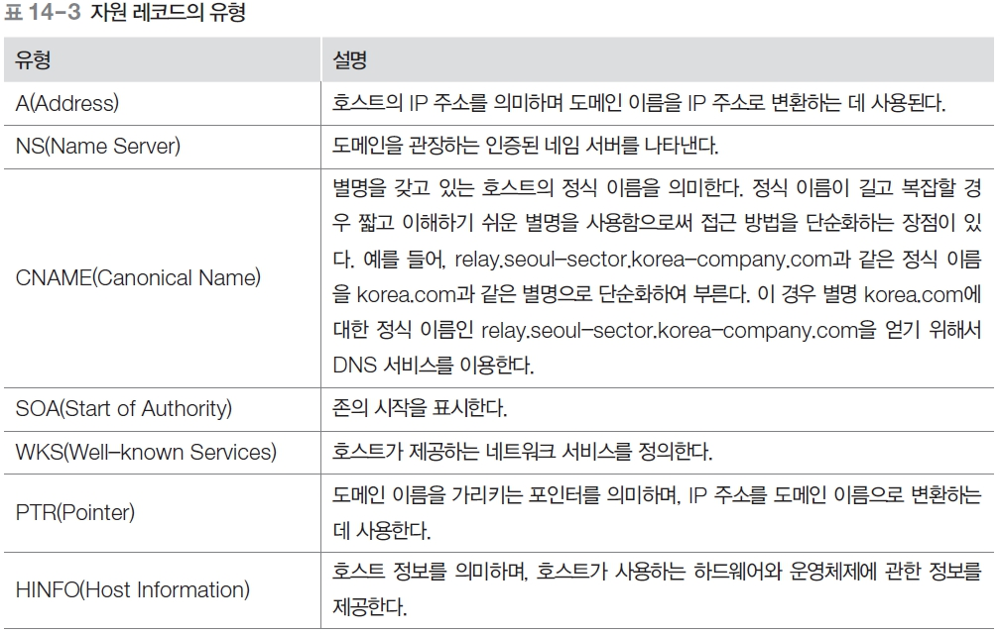 표 14-3 자원 레코드의 유형
유형
설명
A(Address)
호스트의 IP 주소를 의미하며 도메인 이름을 IP 주소로 변환하는 데 사용된다.
NS(Name Server)
도메인을 관장하는 인증된 네임 서버를 나타낸다.
CNAME(Canonical Name)
별명을 갖고 있는 호스트의 정식 이름을 의미한다. 정식 이름이 길고 복잡할 경
우 짧고 이해하기 쉬운 별명을 사용함으로써 접근 방법을 단순화하는 장점이 있
다. 예를 들어, relay.seoul-sector.korea-company.com과 같은 정식 이름
을 korea.com과 같은 별명으로 단순화하여 부른다. 이 경우 별명 korea.com에
대한 정식 이름인 relay.seoul-sector.korea-company.com을 얻기 위해서
DNS 서비스를 이용한다.
SOA(Start of Authority)
존의 시작을 표시한다.
WKS(Well-known Services)
호스트가 제공하는 네트워크 서비스를 정의한다.
PTR(Pointer)
도메인 이름을 가리키는 포인터를 의미하며, IP 주소를 도메인 이름으로 변환하는
데 사용한다.
HINFO(Host Information)
호스트 정보를 의미하며, 호스트가 사용하는 하드웨어와 운영체제에 관한 정보를
제공한다.